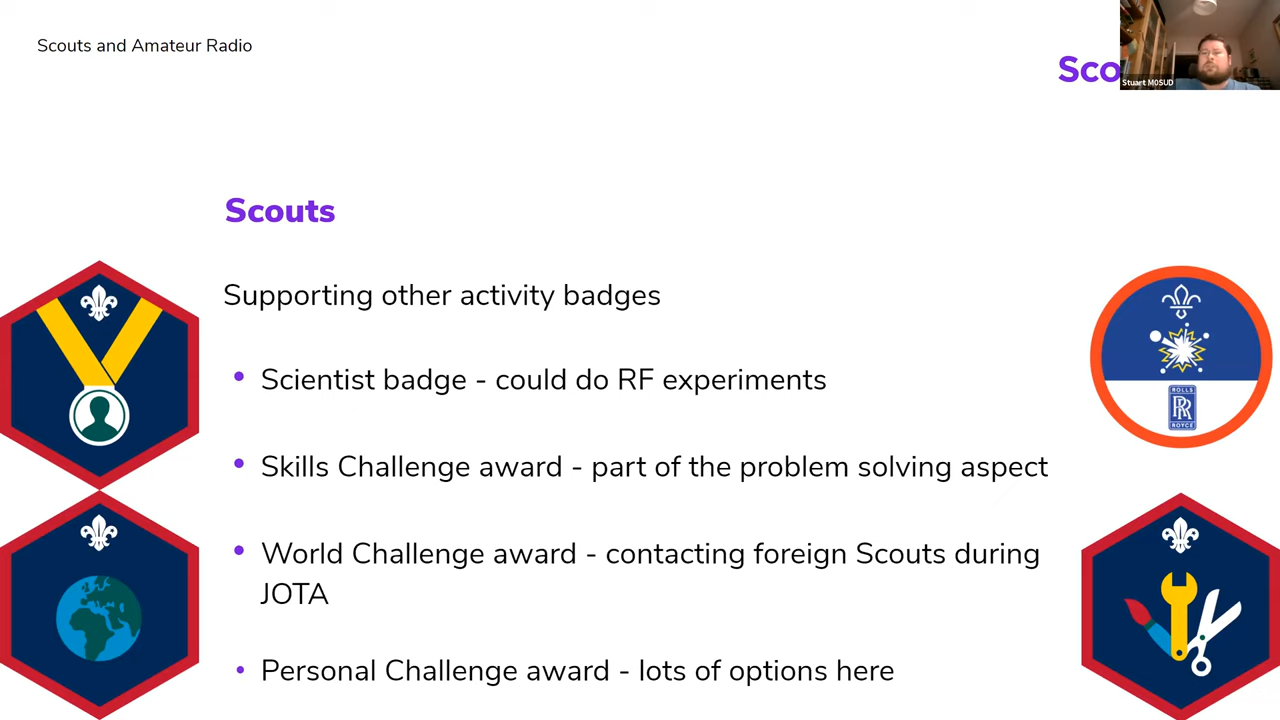 Scouts and Amateur Radio
Sco
Stuart M0SUD
Scouts
Supporting other activity badges
Scientist badge - could do RF experiments
Skills Challenge award - part of the problem solving aspect
World Challenge award - contacting foreign Scouts during
JOTA
Personal Challenge award - lots of options here
ROLLS
RR
ROYCE